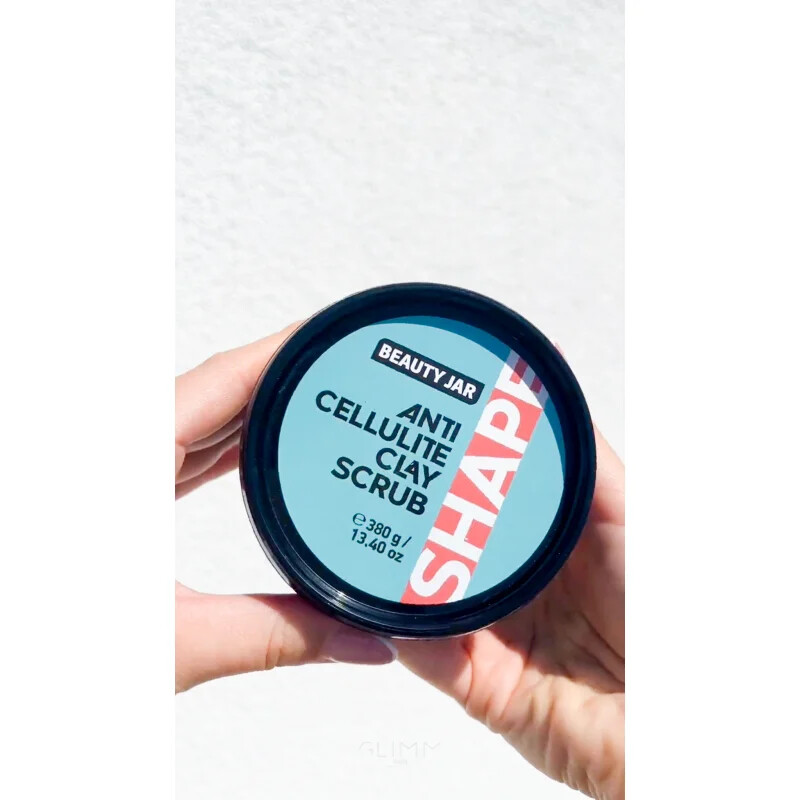 BEAUTY JAR
ANTI
CELLULITE
CLAY
SCRUB
℮ 380 g /
13.40 oz
SHAPE
GLIMM